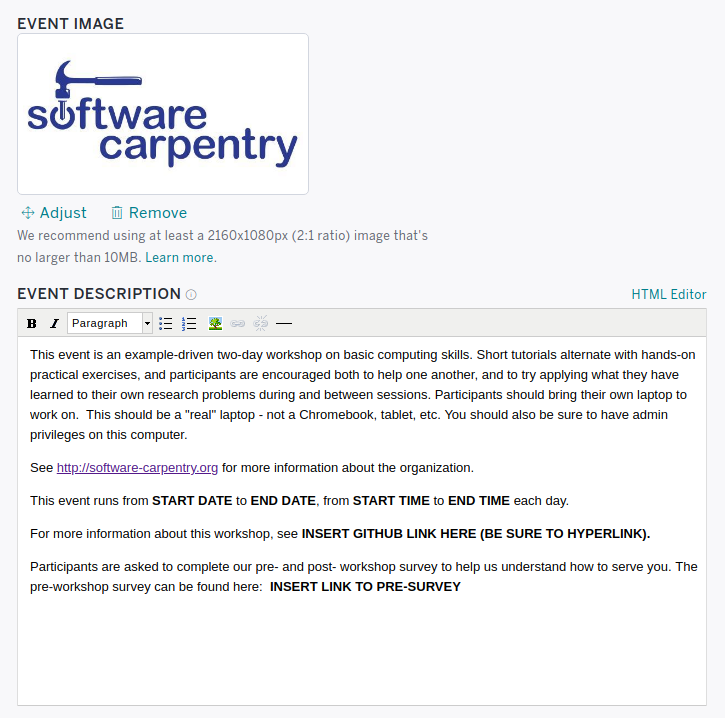 EVENT IMAGE
software
carpentry
Adjust Remove
We recommend using at least a 2160x1080px (2:1 ratio) image that's
no larger than 10MB. Learn more.
EVENT DESCRIPTION HTML Editor
B I Paragraph
This event is an example-driven two-day workshop on basic computing skills. Short tutorials alternate with hands-on
practical exercises, and participants are encouraged both to help one another, and to try applying what they have
learned to their own research problems during and between sessions. Participants should bring their own laptop to
work on.  This should be a "real" laptop - not a Chromebook, tablet, etc. You should also be sure to have admin
privileges on this computer.
See http://software-carpentry.org for more information about the organization.
This event runs from START DATE to END DATE, from START TIME to END TIME each day.
For more information about this workshop, see INSERT GITHUB LINK HERE (BE SURE TO HYPERLINK).
Participants are asked to complete our pre- and post- workshop survey to help us understand how to serve you. The
pre-workshop survey can be found here:  INSERT LINK TO PRE-SURVEY